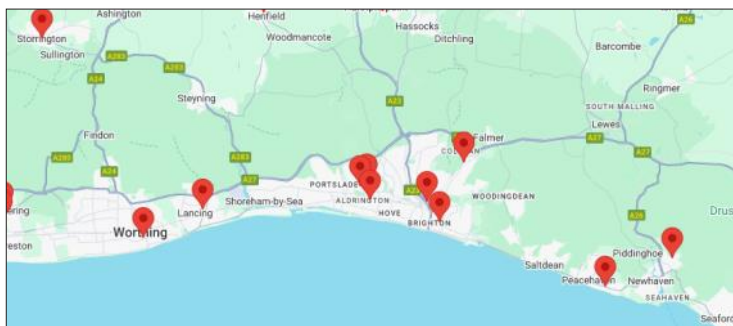 Ashington
Henfield
Hassocks
A26
Storrington
Sullington
Woodmancote
Ditchling
Barcombe
A283
A24
A283
Steyning
A23
Ringmer
SOUTH MALLING
Lewes
Findon
Falmer
A27
A27
A280
A24
A283
A27
PORTSLADE
WOODINGDEAN
Lancing
Shoreham-by-Sea
ALDRINGTON
HOVE
BRIGHTON
A26
Worthing
Saltdean
Piddinghoe
Peacehaven
Newhaven
SEAHAVEN
Seaford